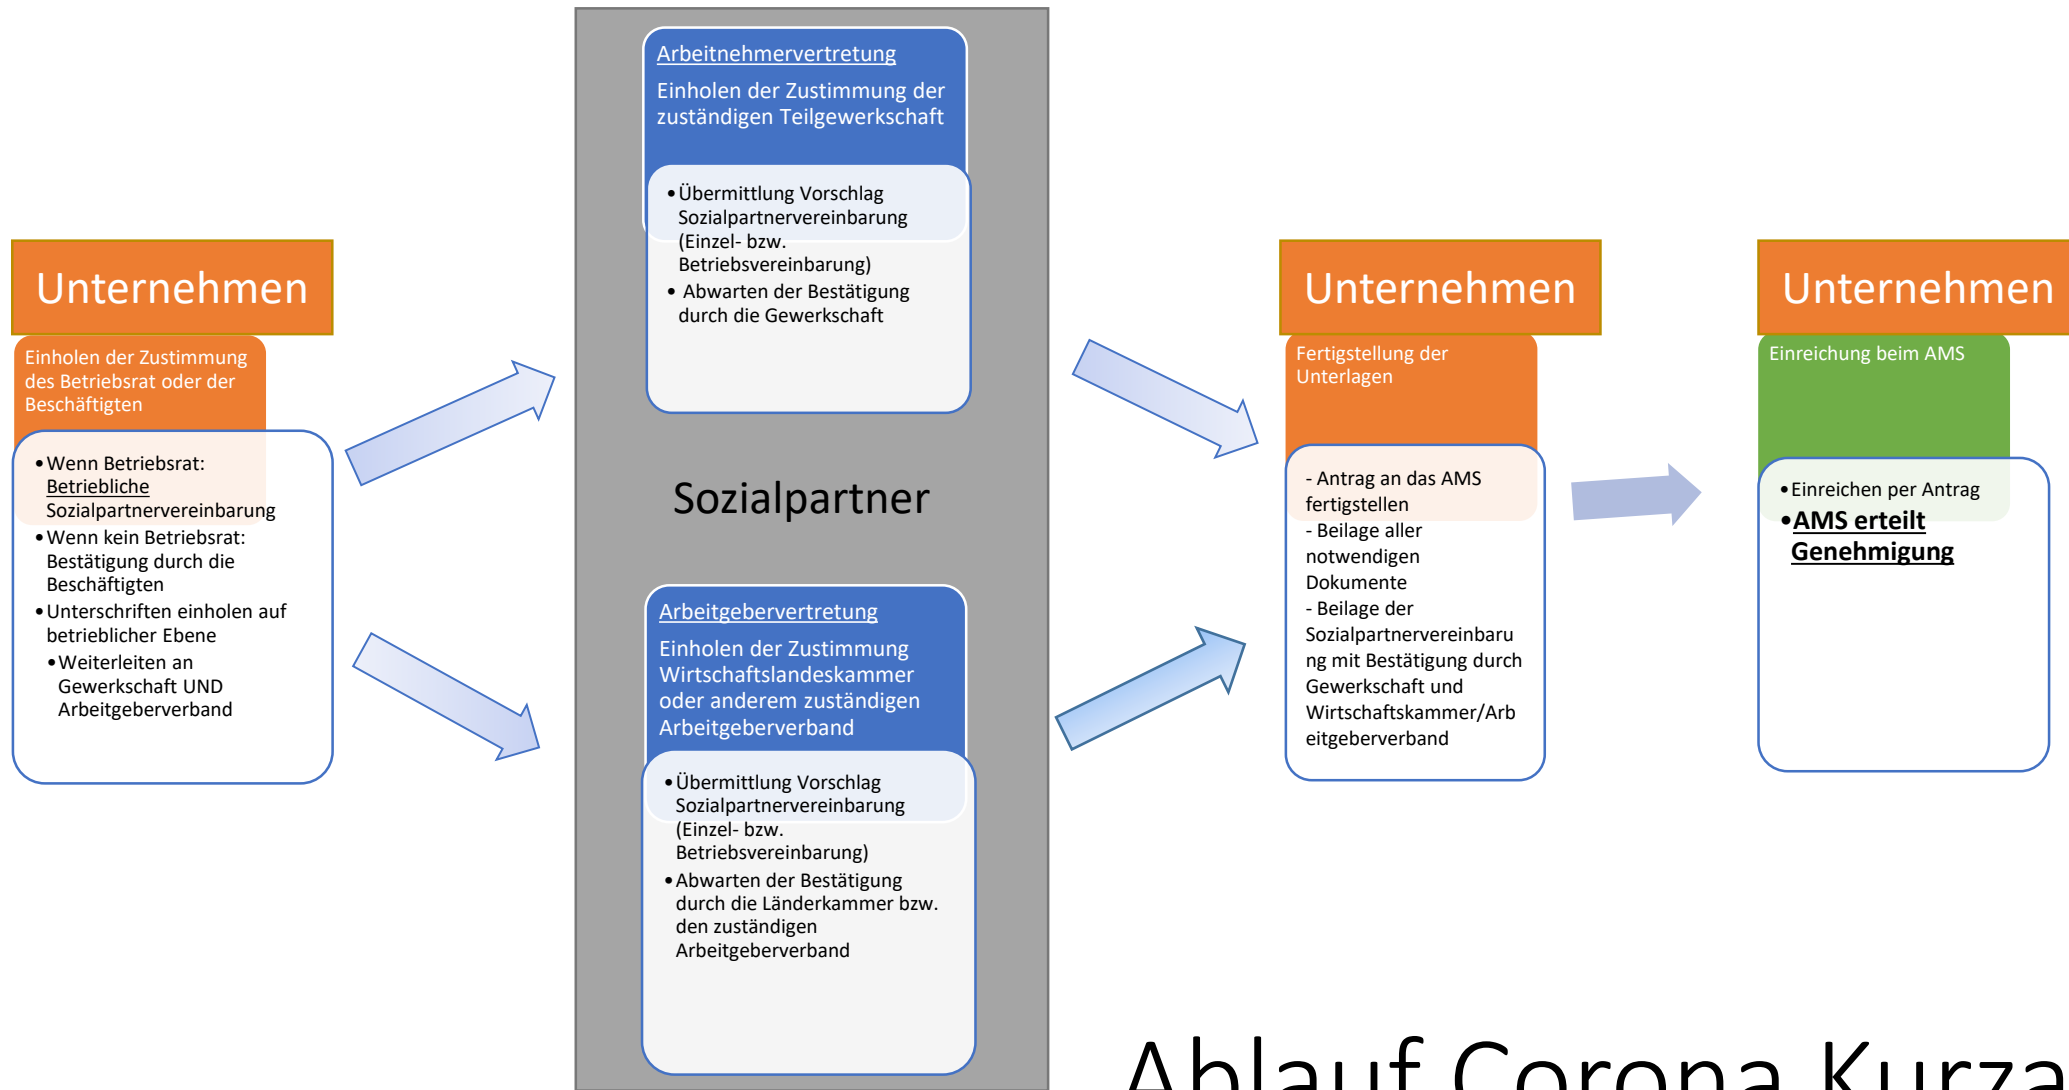 Unternehmen
Einholen der Zustimmung
des Betriebsrat oder der
Beschäftigten
•Wenn Betriebsrat:
Betriebliche
Sozialpartnervereinbarung
•Wenn kein Betriebsrat:
Bestätigung durch die
Beschäftigten
•Unterschriften einholen auf
betrieblicher Ebene
•Weiterleiten an
Gewerkschaft UND
Arbeitgeberverband
Arbeitnehmervertretung
Einholen der Zustimmung der
zuständigen Teilgewerkschaft
•Übermittlung Vorschlag
Sozialpartnervereinbarung
(Einzel- bzw.
Betriebsvereinbarung)
• Abwarten der Bestätigung
durch die Gewerkschaft
Sozialpartner
Arbeitgebervertretung
Einholen der Zustimmung
Wirtschaftslandeskammer
oder anderem zuständigen
Arbeitgeberverband
•Übermittlung Vorschlag
Sozialpartnervereinbarung
(Einzel- bzw.
Betriebsvereinbarung)
•Abwarten der Bestätigung
durch die Länderkammer bzw.
den zuständigen
Arbeitgeberverband
Unternehmen
Fertigstellung der
Unterlagen
- Antrag an das AMS
fertigstellen
- Beilage aller
notwendigen
Dokumente
- Beilage der
Sozialpartnervereinbaru
ng mit Bestätigung durch
Gewerkschaft und
Wirtschaftskammer/Arb
eitgeberverband
Unternehmen
Einreichung beim AMS
•Einreichen per Antrag
•AMS erteilt
Genehmigung
Ablauf Corona Kurza